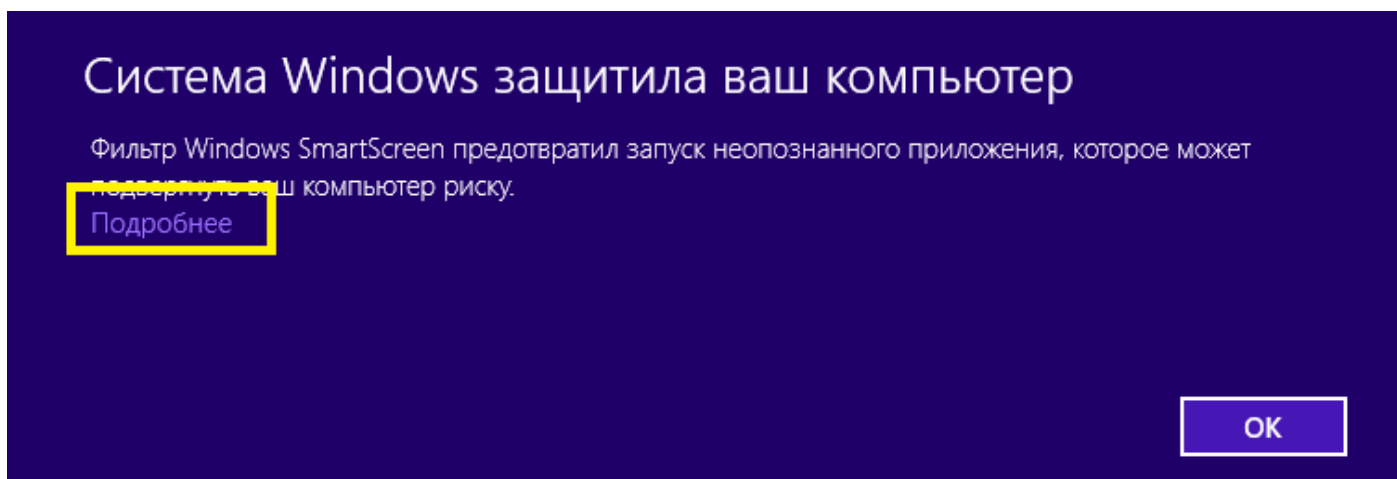 Система Windows защитила ваш компьютер
Фильтр Windows SmartScreen предотвратил запуск неопознанного приложения, которое может
подвергнуть ваш компьютер риску.
Подробнее
ОК